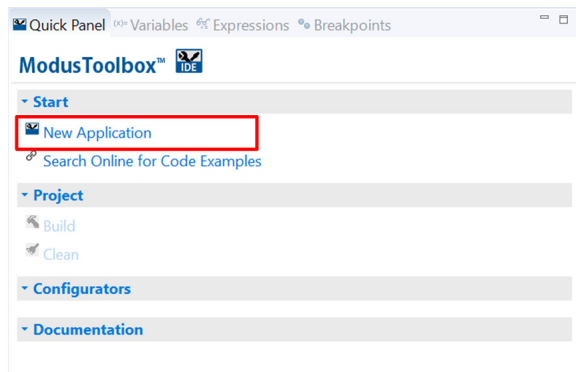 Quick Panel (x)= Variables Expressions Breakpoints
ModusToolbox™ IDE
Start
New Application
Search Online for Code Examples
Project
Build
Clean
Configurators
Documentation